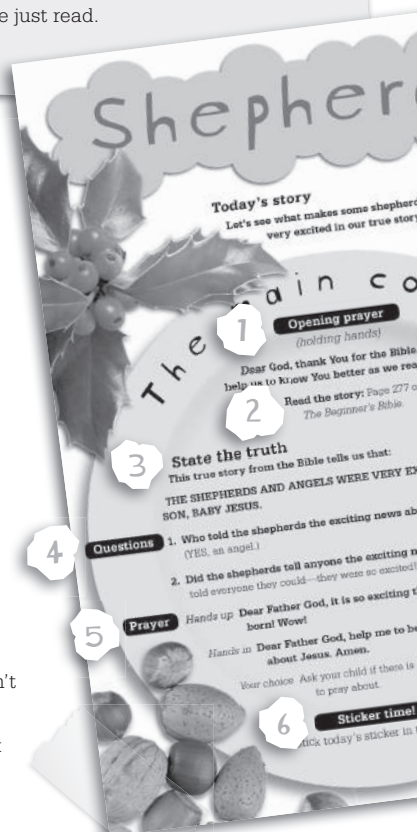 e just read.
Shepher
Today's story
Let's see what makes some shepherd
very excited in our true story
The main co
1
Opening prayer
(holding hands)
Dear God, thank You for the Bible.
help us to know You better as we rea
2
Read the story: Page 277 o
The Beginner's Bible.
3
State the truth
This true story from the Bible tells us that:
THE SHEPHERDS AND ANGELS WERE VERY EX
SON, BABY JESUS.
4
Questions
1. Who told the shepherds the exciting news ab
(YES, an angel.)
2. Did the shepherds tell anyone the exciting n
told everyone they could—they were so excited!
5
Prayer
Hands up Dear Father God, it is so exciting t
born! Wow!
Hands in Dear Father God, help me to be
about Jesus. Amen.
Your choice Ask your child if there is
to pray about.
n't
6
Sticker time!
tick today's sticker in t